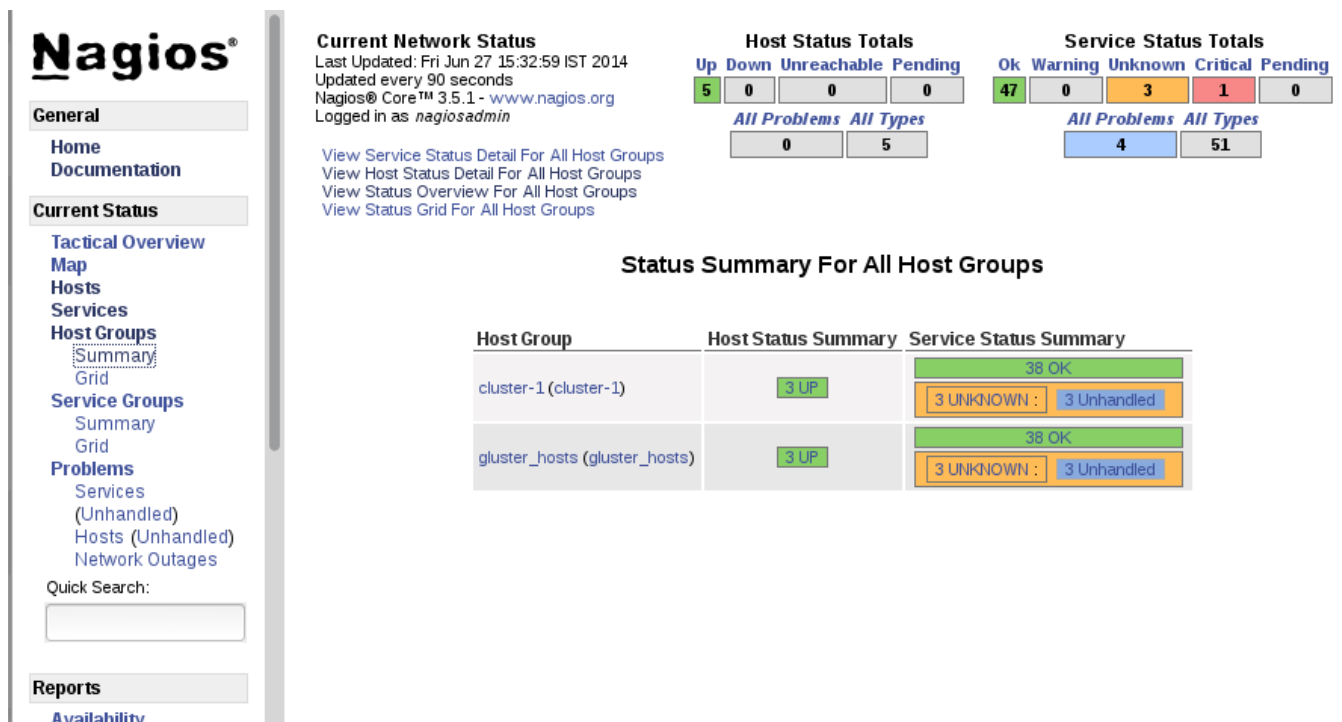 Nagios®
General
Home
Documentation
Current Status
Tactical Overview
Map
Hosts
Services
Host Groups
Summary
Grid
Service Groups
Summary
Grid
Problems
Services
(Unhandled)
Hosts (Unhandled)
Network Outages
Quick Search:
Reports
Availability
Current Network Status
Last Updated: Fri Jun 27 15:32:59 IST 2014
Updated every 90 seconds
Nagios® Core™ 3.5.1 - www.nagios.org
Logged in as nagiosadmin
View Service Status Detail For All Host Groups
View Host Status Detail For All Host Groups
View Status Overview For All Host Groups
View Status Grid For All Host Groups
Host Status Totals
Up Down Unreachable Pending
5 0 0 0
All Problems All Types
0 5
Service Status Totals
Ok Warning Unknown Critical Pending
47 0 3 1 0
All Problems All Types
4 51
Status Summary For All Host Groups
Host Group Host Status Summary Service Status Summary
cluster-1 (cluster-1) 3 UP 38 OK
3 UNKNOWN : 3 Unhandled
gluster_hosts (gluster_hosts) 3 UP 38 OK
3 UNKNOWN : 3 Unhandled